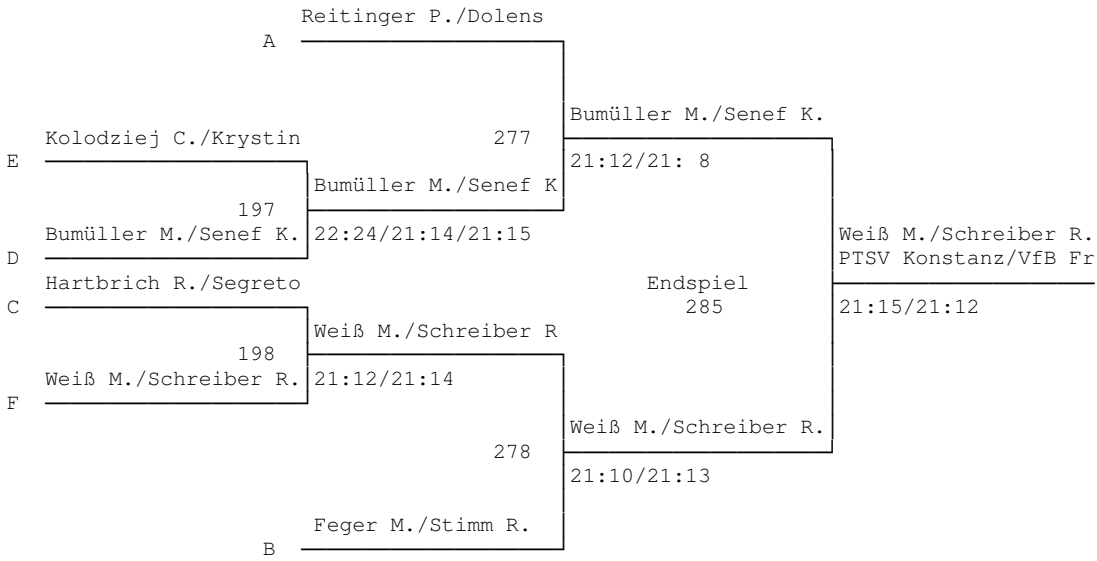 Reitinger P./Dolens
A
Bumüller M./Senef K.
Kolodziej C./Krystin
277
E
21:12/21: 8
Bumüller M./Senef K
197
Bumüller M./Senef K.
22:24/21:14/21:15
Weiß M./Schreiber R.
D
PTSV Konstanz/VfB Fr
Hartbrich R./Segreto
Endspiel
C
285
21:15/21:12
Weiß M./Schreiber R
198
Weiß M./Schreiber R.
21:12/21:14
F
Weiß M./Schreiber R.
278
21:10/21:13
Feger M./Stimm R.
B